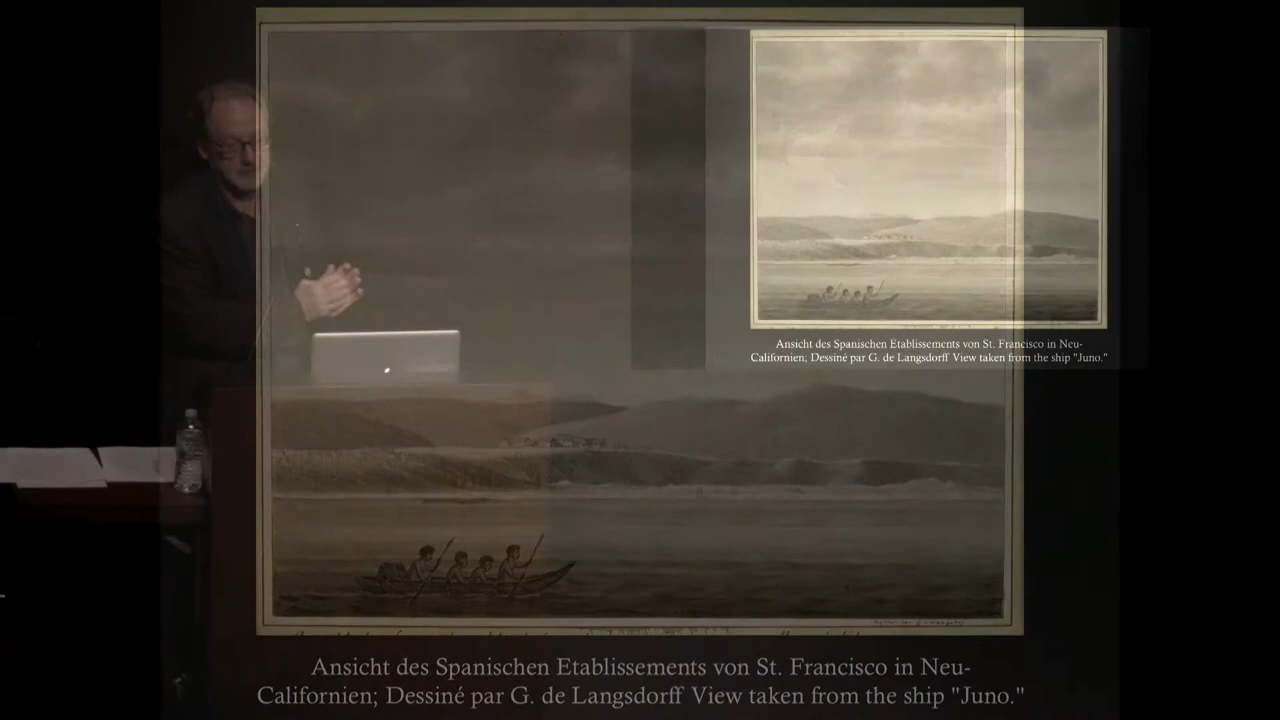 Ansicht des Spanischen Etablissements von St. Francisco in Neu-
Californien; Dessiné par G. de Langsdorff View taken from the ship "Juno."
Ansicht des Spanischen Etablissements von St. Francisco in Neu-
Californien; Dessiné par G. de Langsdorff View taken from the ship "Juno."